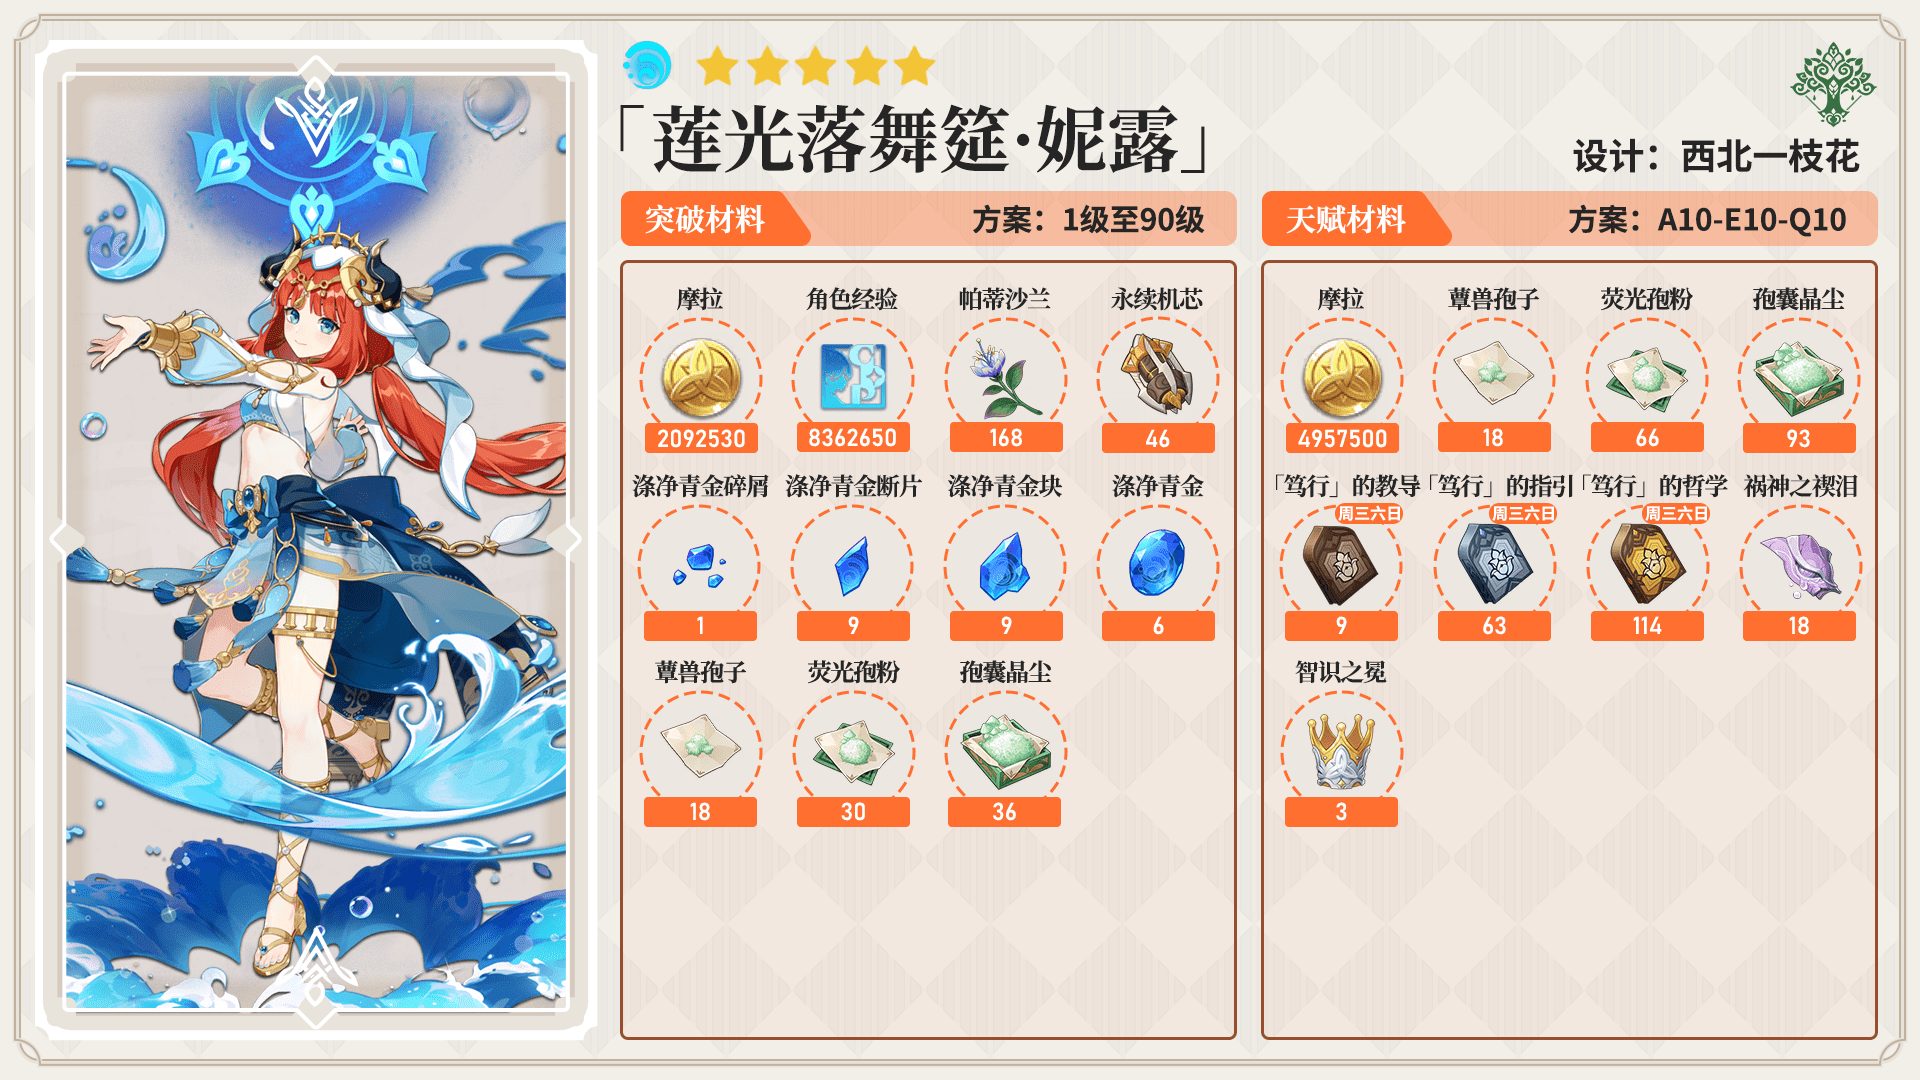 「莲光落舞筵·妮露」
设计：西北一枝花
突破材料
方案：1级至90级
摩拉 角色经验 帕蒂沙兰 永续机芯
2092530 8362650 168 46
涤净青金碎屑 涤净青金断片 涤净青金块 涤净青金
1 9 9 6
蕈兽孢子 荧光孢粉 孢囊晶尘
18 30 36
天赋材料
方案：A10-E10-Q10
摩拉 蕈兽孢子 荧光孢粉 孢囊晶尘
4957500 18 66 93
「笃行」的教导 「笃行」的指引 「笃行」的哲学 祸神之禊泪
周三六日 周三六日 周三六日
9 63 114 18
智识之冕
3